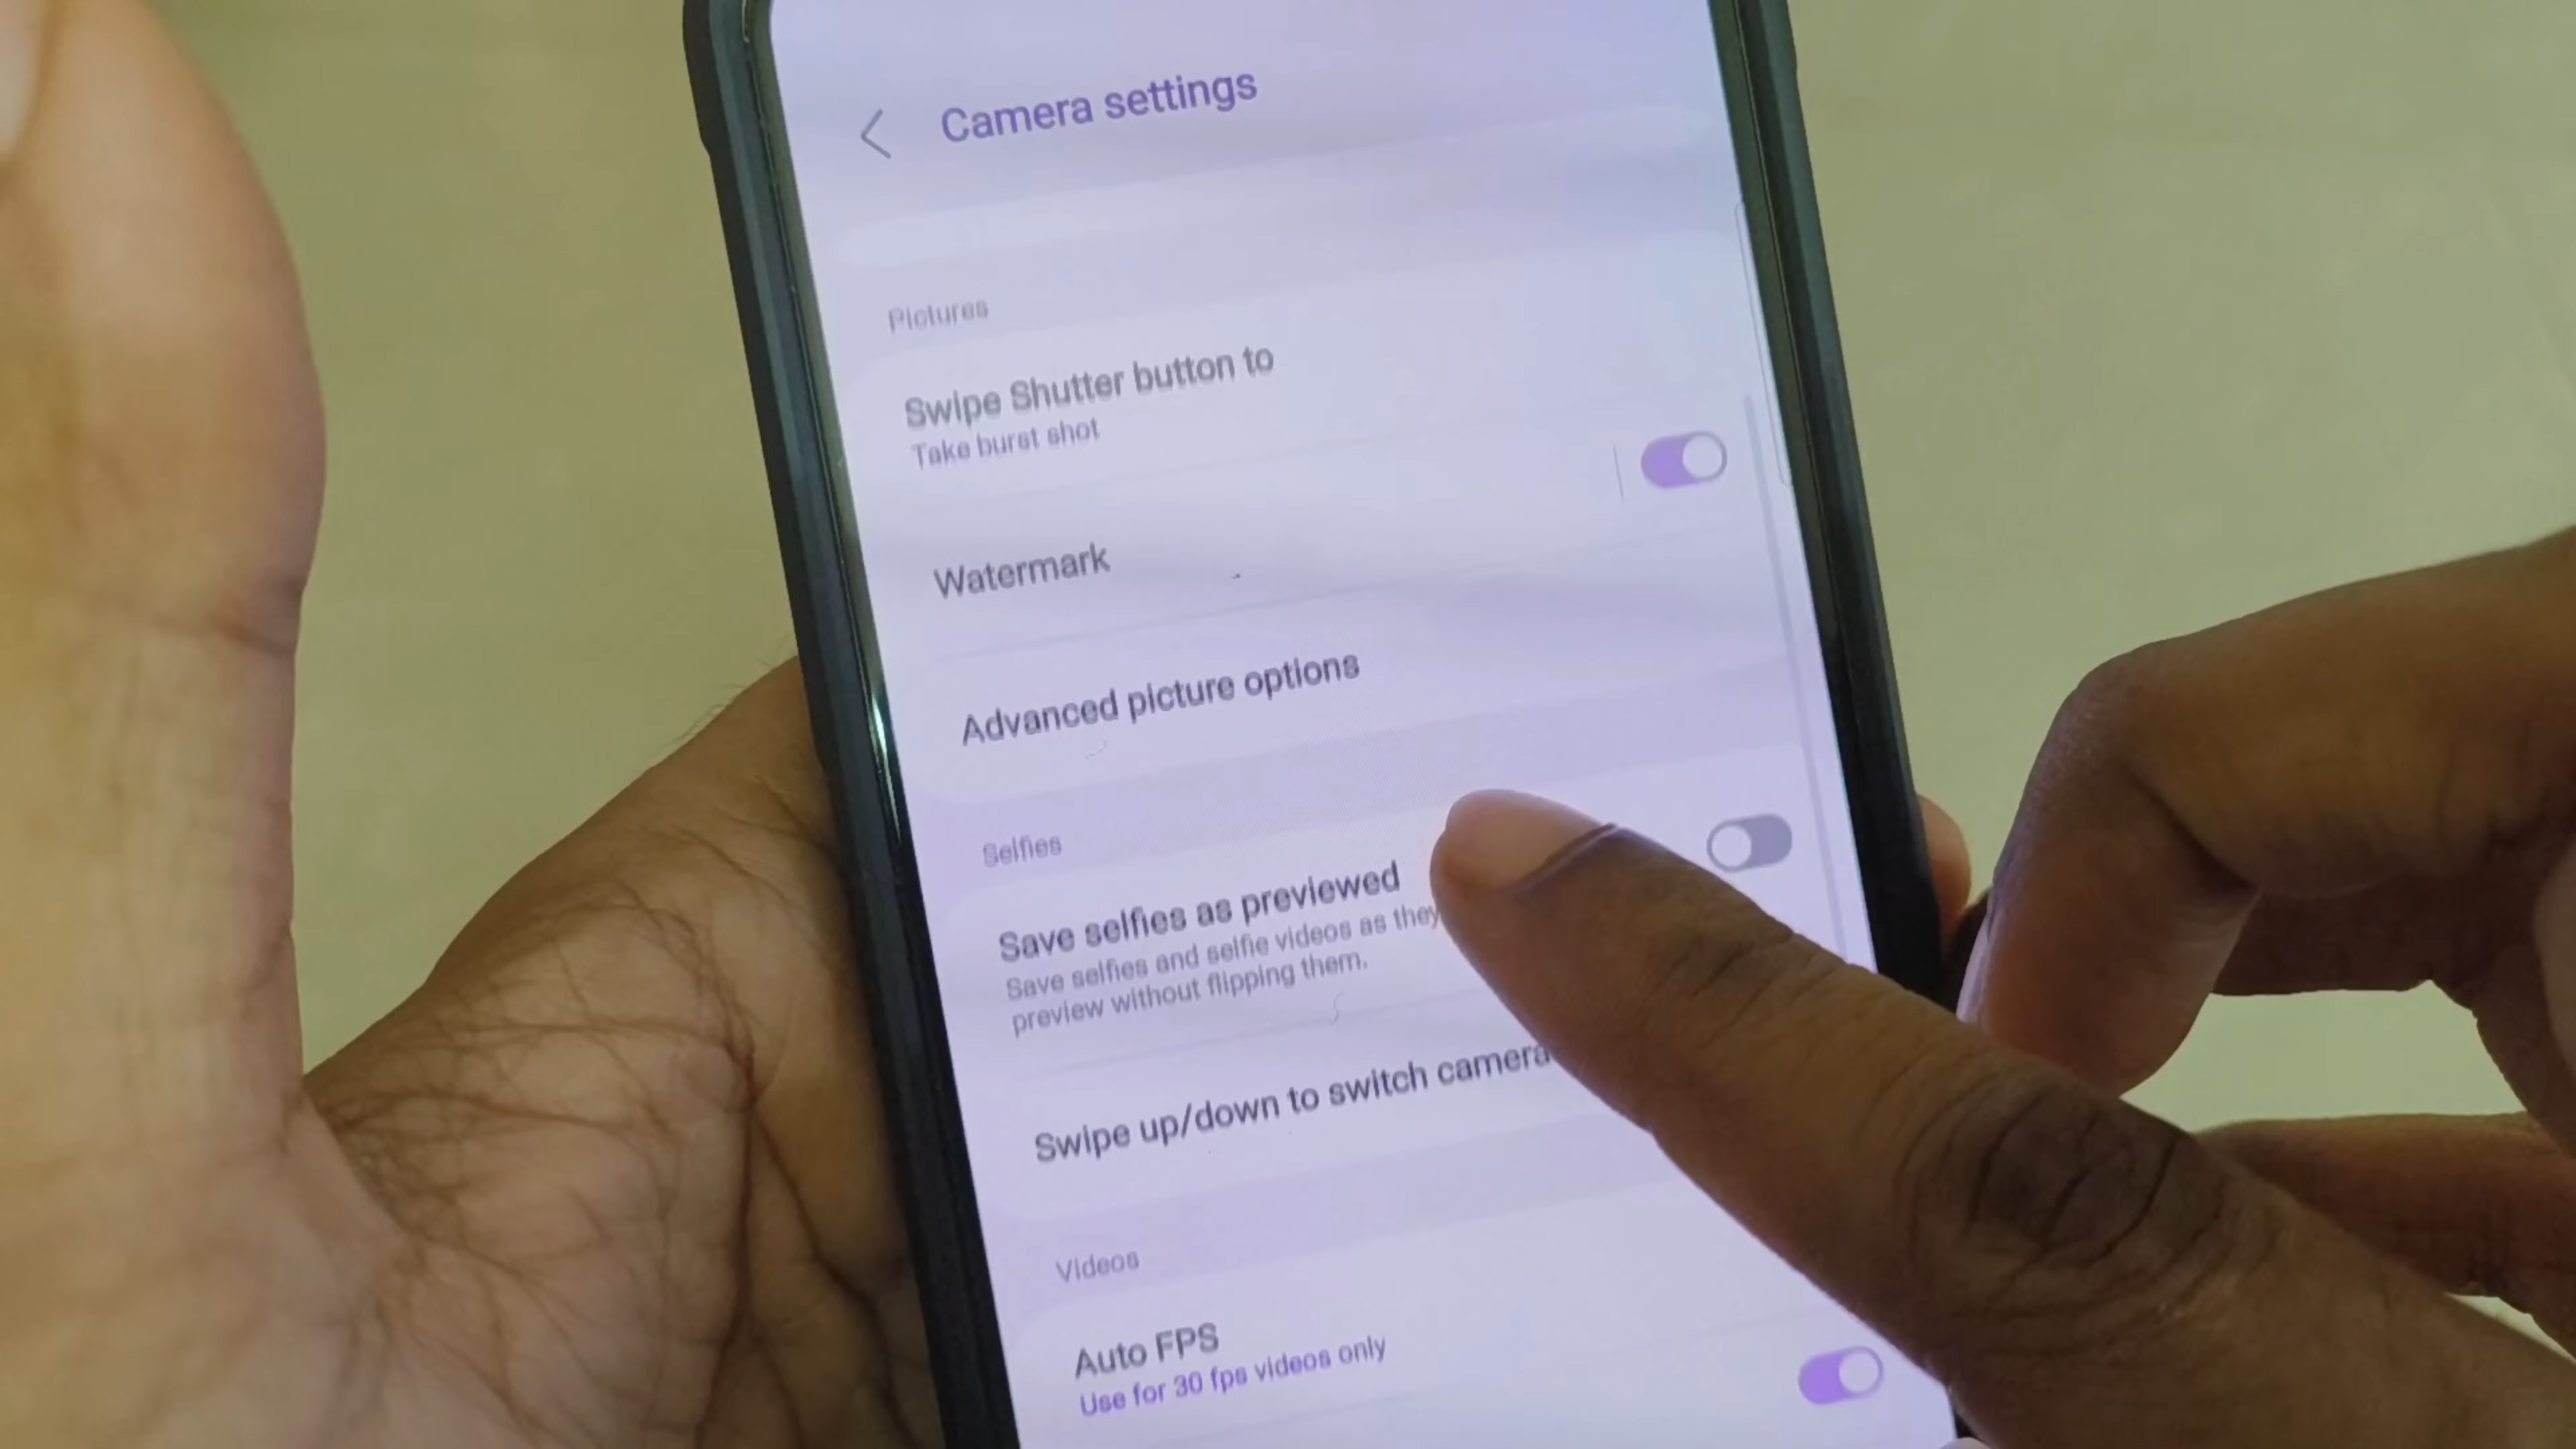 Camera settings
Pictures
Swipe Shutter button to
Take burst shot
Watermark
Advanced picture options
Selfies
Save selfies as previewed
Save selfies and selfie videos as they
preview without flipping them.
Swipe up/down to switch camera
Videos
Auto FPS
Use for 30 fps videos only